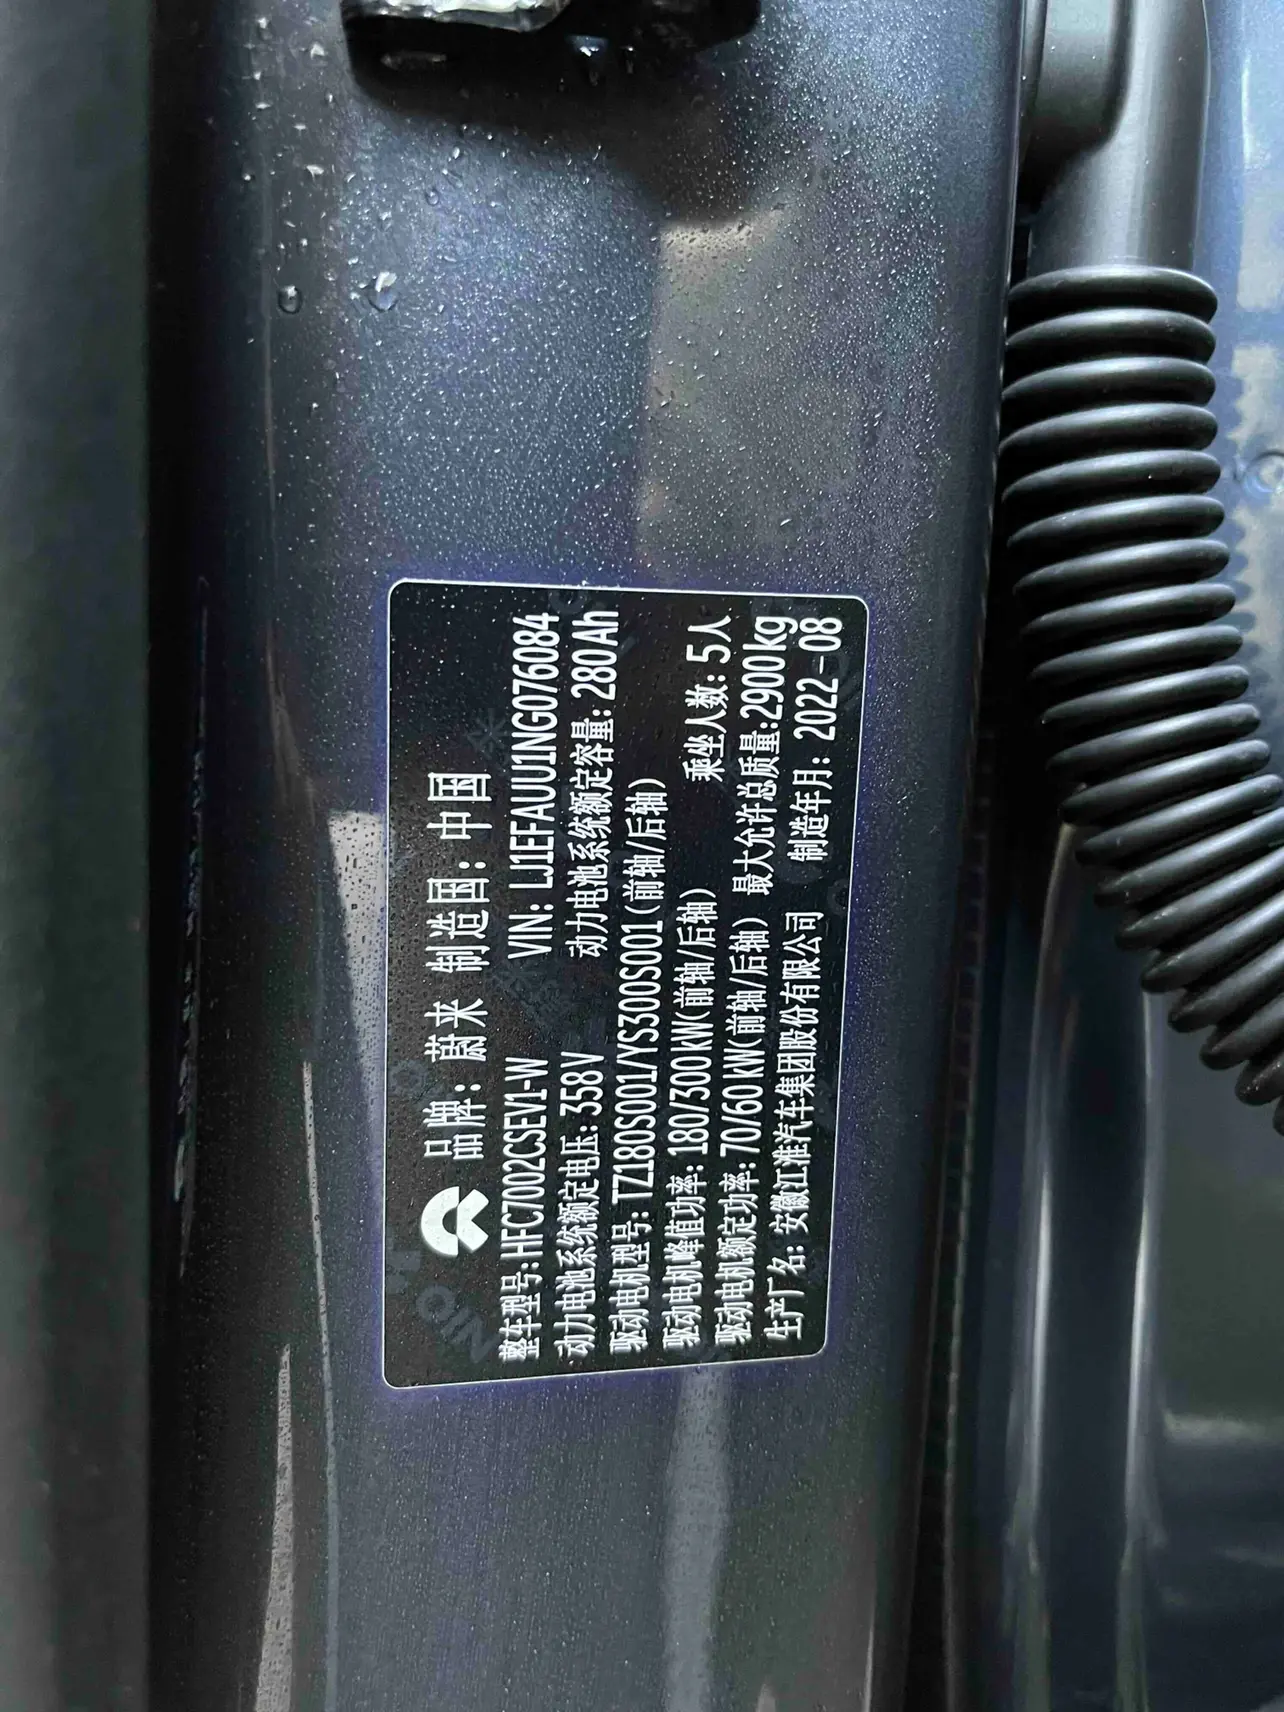 品牌：蔚来 制造国：中国
整车型号：HFC7002CSEV1-W VIN：LJ1EFAUU1NG076084
动力电池系统额定电压：358V 动力电池系统额定容量：280Ah
驱动电机型号：TZ180S001/YS300S001(前轴/后轴)
驱动电机峰值功率：180/300kW(前轴/后轴) 乘坐人数：5人
驱动电机额定功率：70/60kW(前轴/后轴) 最大允许总质量：2900kg
生产厂名：安徽江淮汽车集团股份有限公司 制造年月：2022-08
NIO